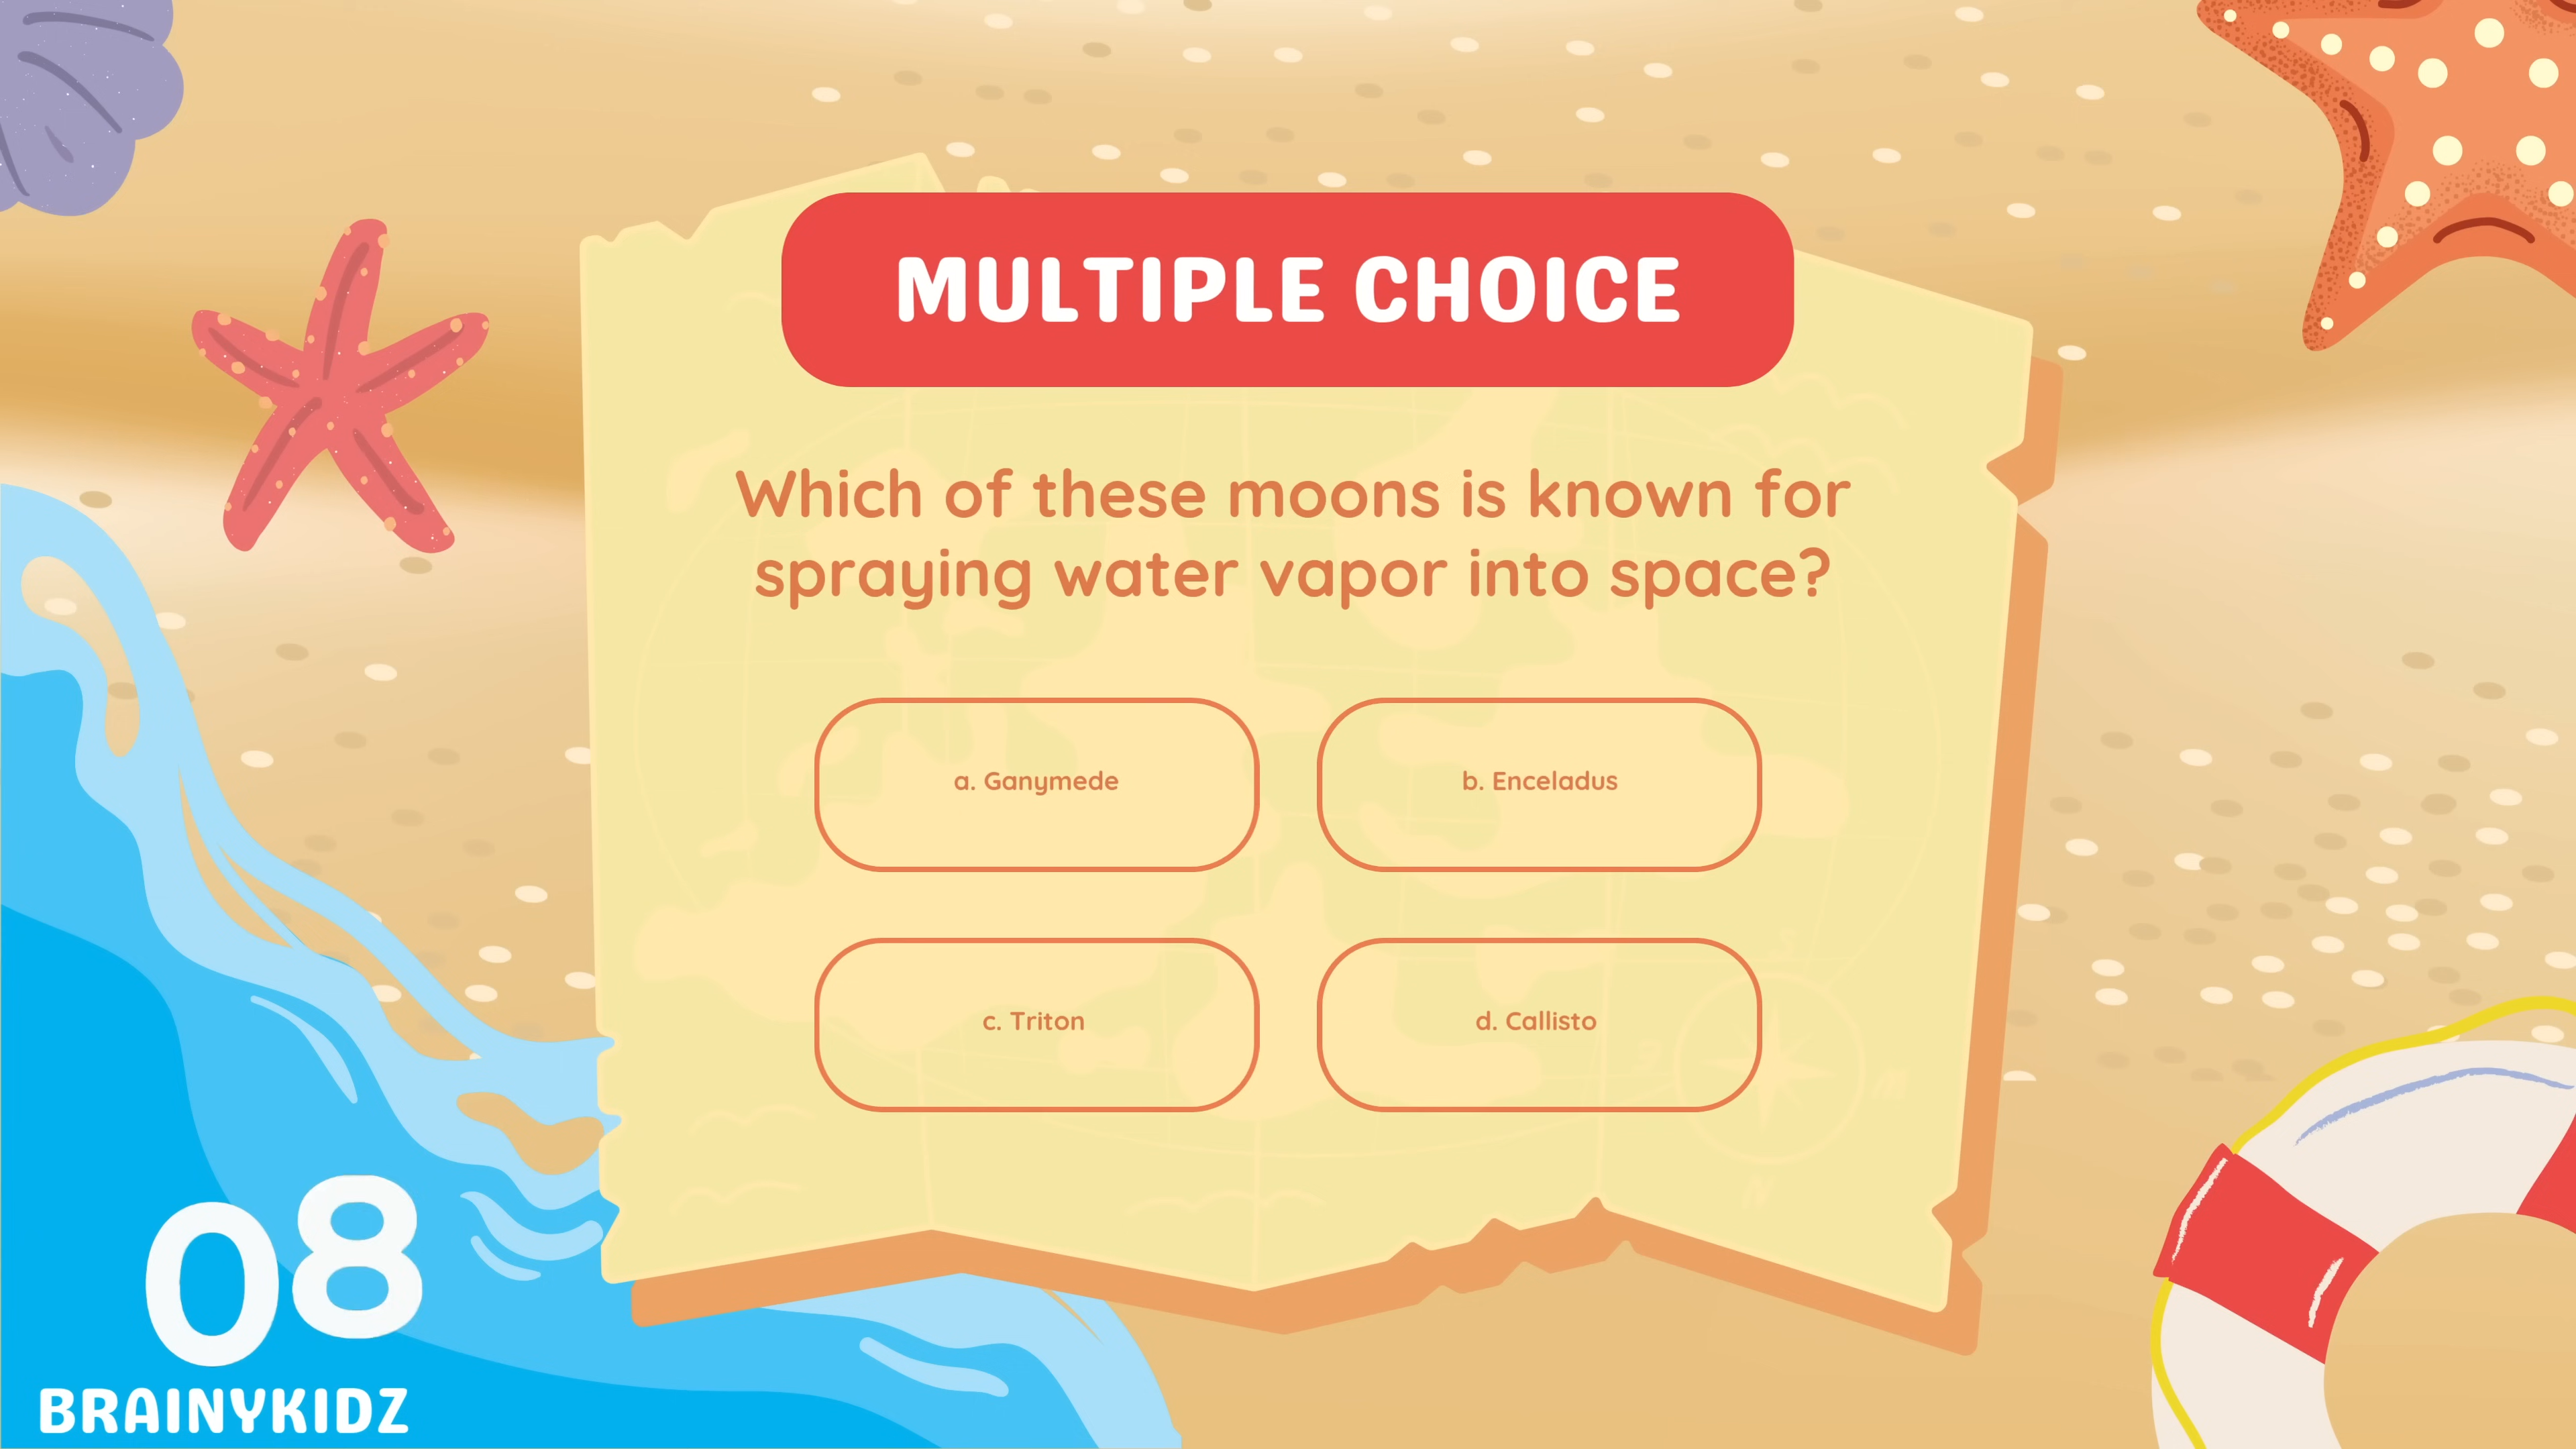 MULTIPLE CHOICE
Which of these moons is known for
spraying water vapor into space?
a. Ganymede
b. Enceladus
c. Triton
d. Callisto
08
BRAINYKIDZ